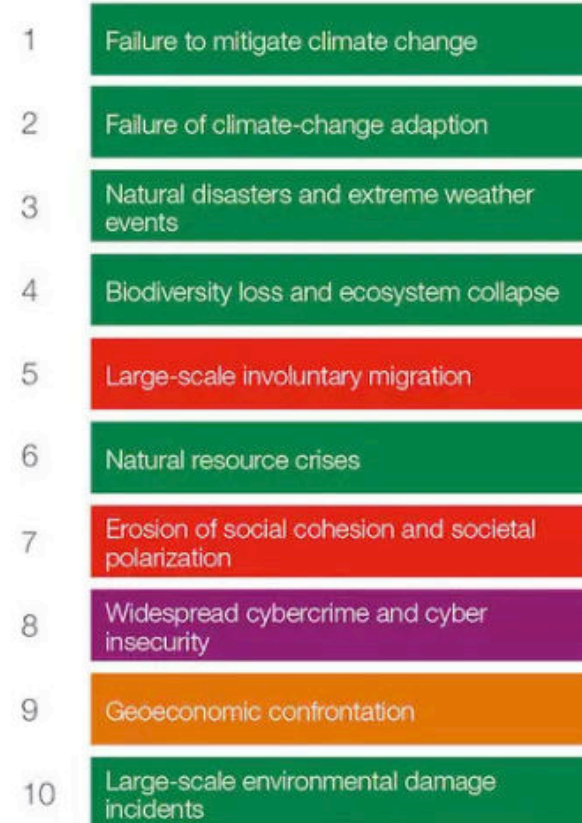 1
Failure to mitigate climate change
2
Failure of climate-change adaption
3
Natural disasters and extreme weather
events
4
Biodiversity loss and ecosystem collapse
5
Large-scale involuntary migration
6
Natural resource crises
7
Erosion of social cohesion and societal
polarization
8
Widespread cybercrime and cyber
insecurity
9
Geoeconomic confrontation
10
Large-scale environmental damage
incidents